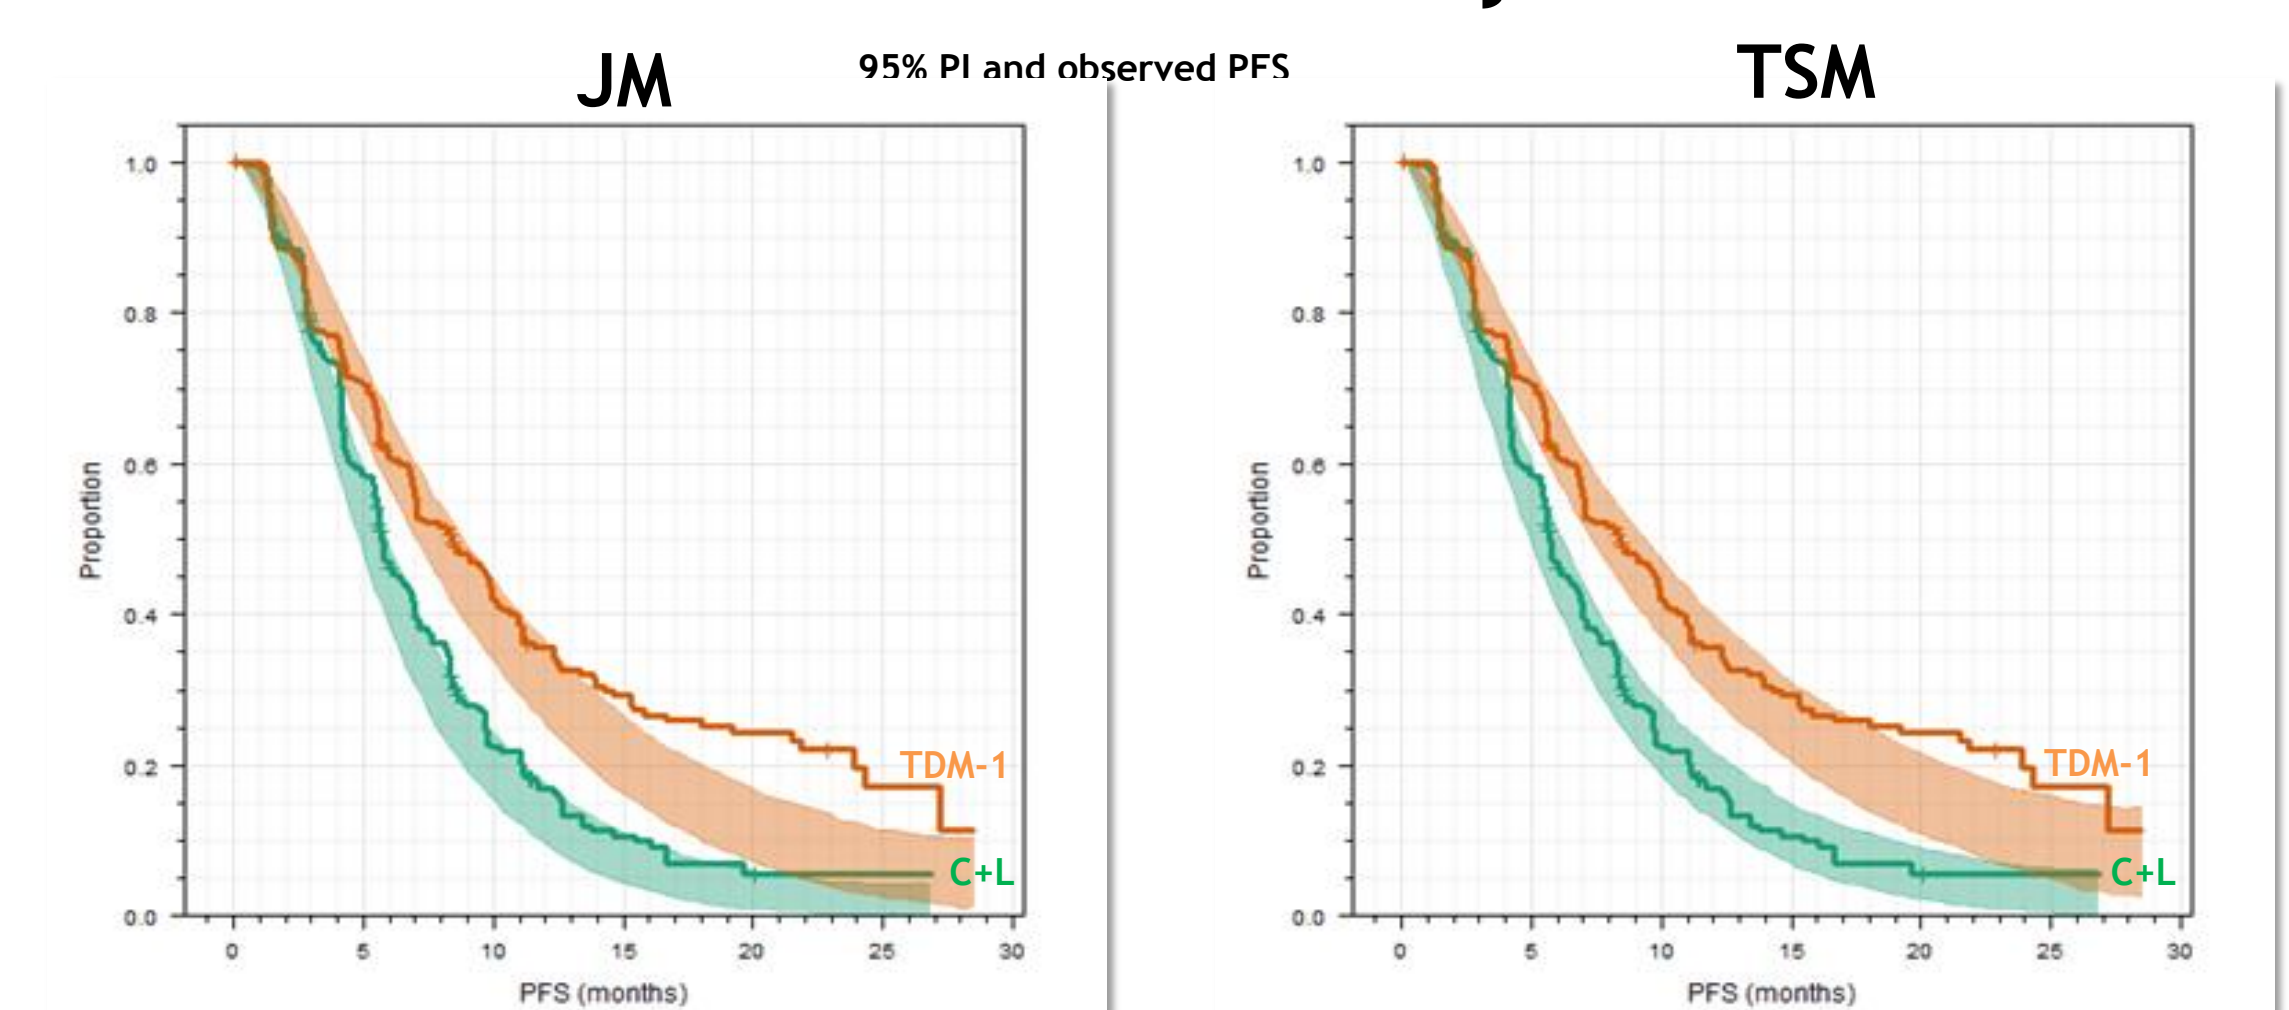 95% PI and observed PFS
JM
TSM
1.0
0.8
0.6
0.4
0.2
0.0
Proportion
0 5 10 15 20 25 30
PFS (months)
TDM-1
C+L
1.0
0.8
0.6
0.4
0.2
0.0
Proportion
0 5 10 15 20 25 30
PFS (months)
TDM-1
C+L